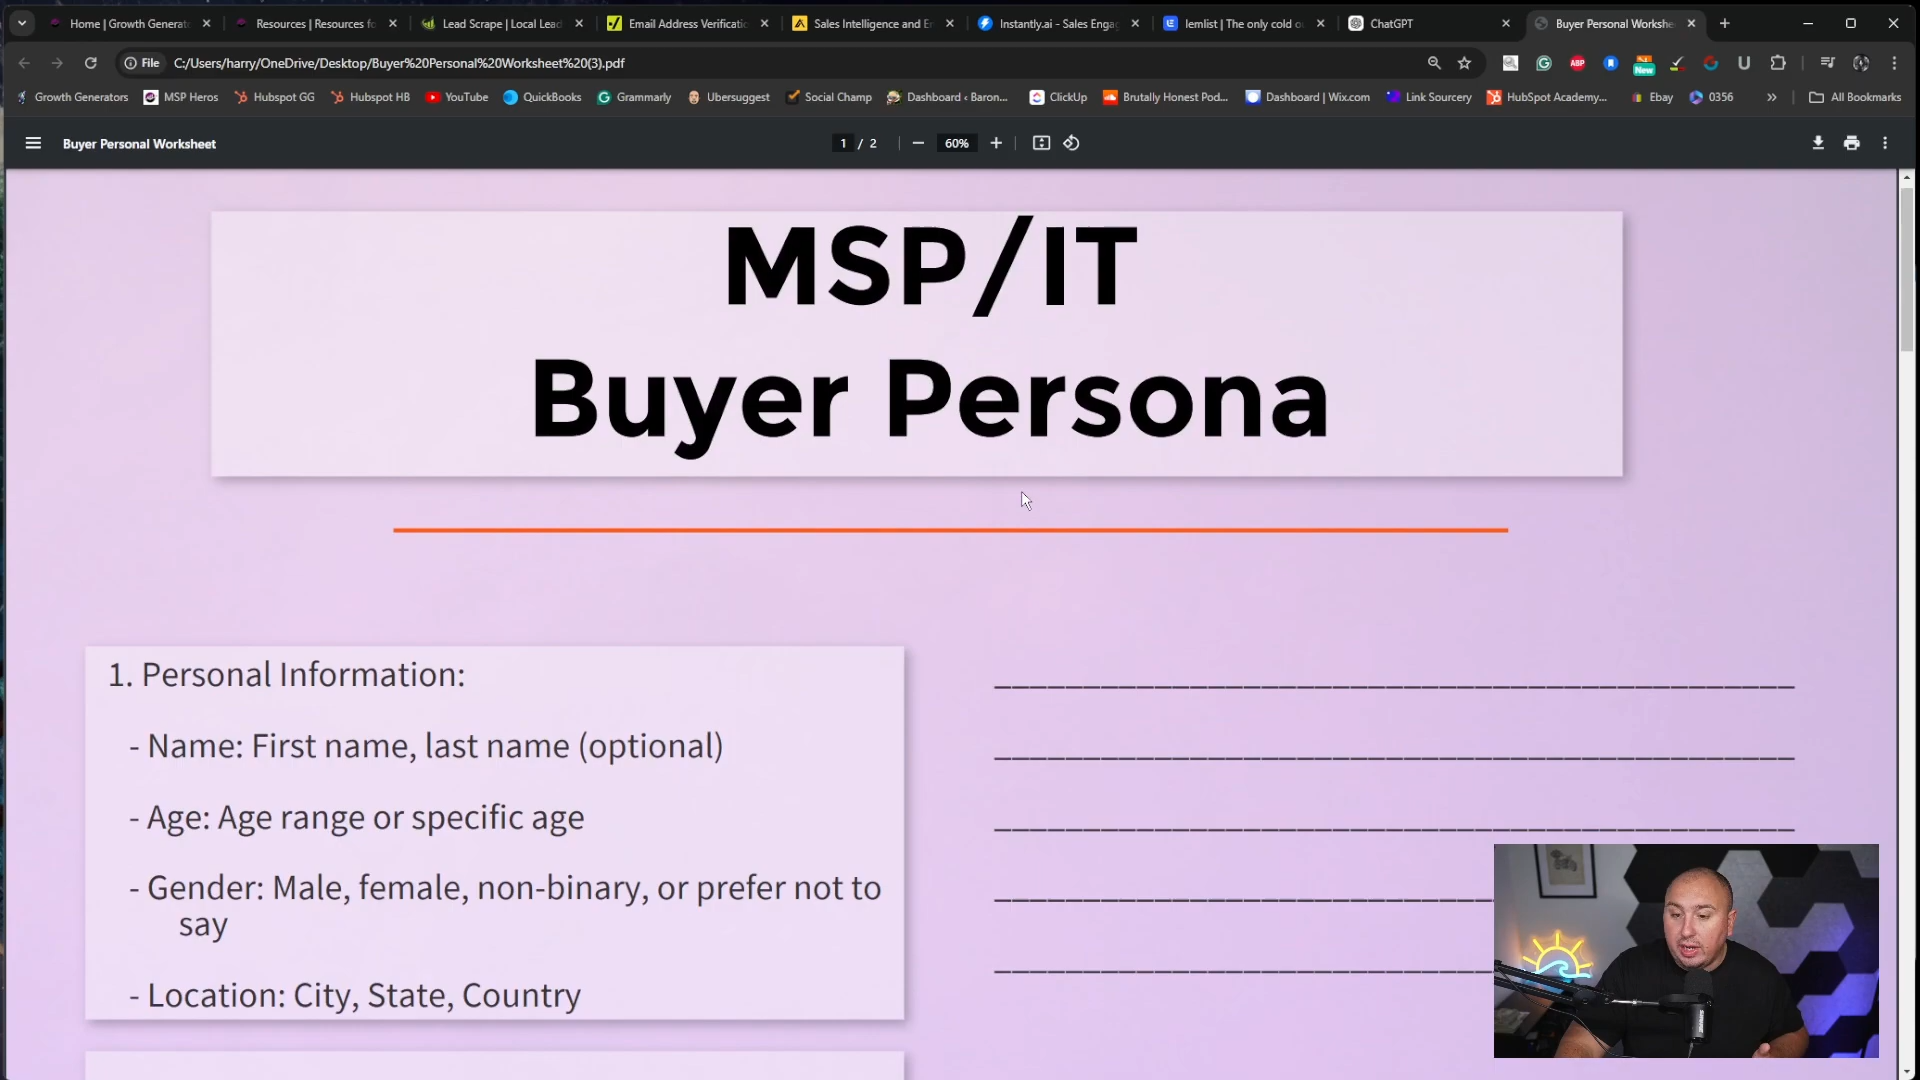 Home | Growth Generat
Resources | Resources fo
Lead Scrape | Local Lead
Email Address Verificatio
Sales Intelligence and E
Instantly.ai - Sales Enga
lemlist | The only cold o
ChatGPT
Buyer Personal Workshe
File
C:/Users/harry/OneDrive/Desktop/Buyer%20Personal%20Worksheet%20(3).pdf
ABP
New
Growth Generators
MSP Heros
Hubspot GG
Hubspot HB
YouTube
QuickBooks
Grammarly
Ubersuggest
Social Champ
Dashboard ‹ Baron...
ClickUp
Brutally Honest Pod...
Dashboard | Wix.com
Link Sourcery
HubSpot Academy...
Ebay
0356
All Bookmarks
Buyer Personal Worksheet
1 / 2
60%
MSP/IT
Buyer Persona
1. Personal Information:
- Name: First name, last name (optional)
- Age: Age range or specific age
- Gender: Male, female, non-binary, or prefer not to
say
- Location: City, State, Country